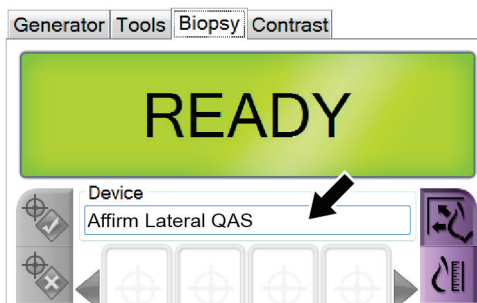 Generator Tools Biopsy Contrast
READY
Device
Affirm Lateral QAS